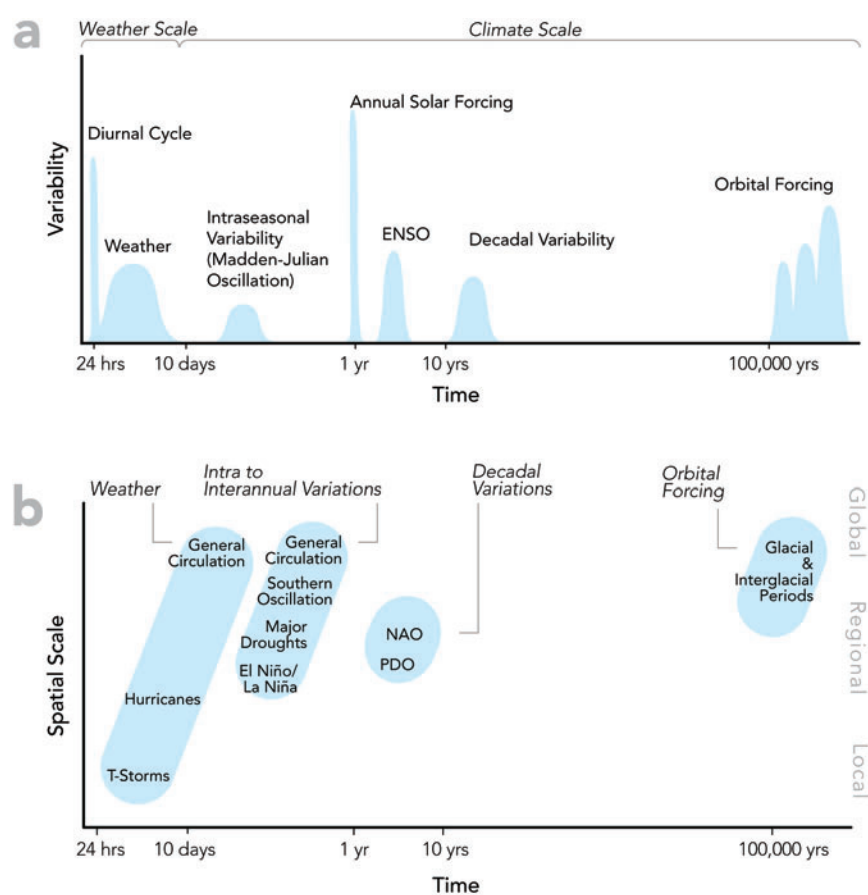 a
Weather Scale
Climate Scale
Variability
Diurnal Cycle
Weather
Intraseasonal
Variability
(Madden-Julian
Oscillation)
Annual Solar Forcing
ENSO
Decadal Variability
Orbital Forcing
24 hrs
10 days
1 yr
10 yrs
100,000 yrs
Time
b
Weather
Intra to
Interannual Variations
Decadal
Variations
Orbital
Forcing
Spatial Scale
General
Circulation
Hurricanes
T-Storms
General
Circulation
Southern
Oscillation
Major
Droughts
El Niño/
La Niña
NAO
PDO
Glacial
&
Interglacial
Periods
Global
Regional
Local
24 hrs
10 days
1 yr
10 yrs
100,000 yrs
Time